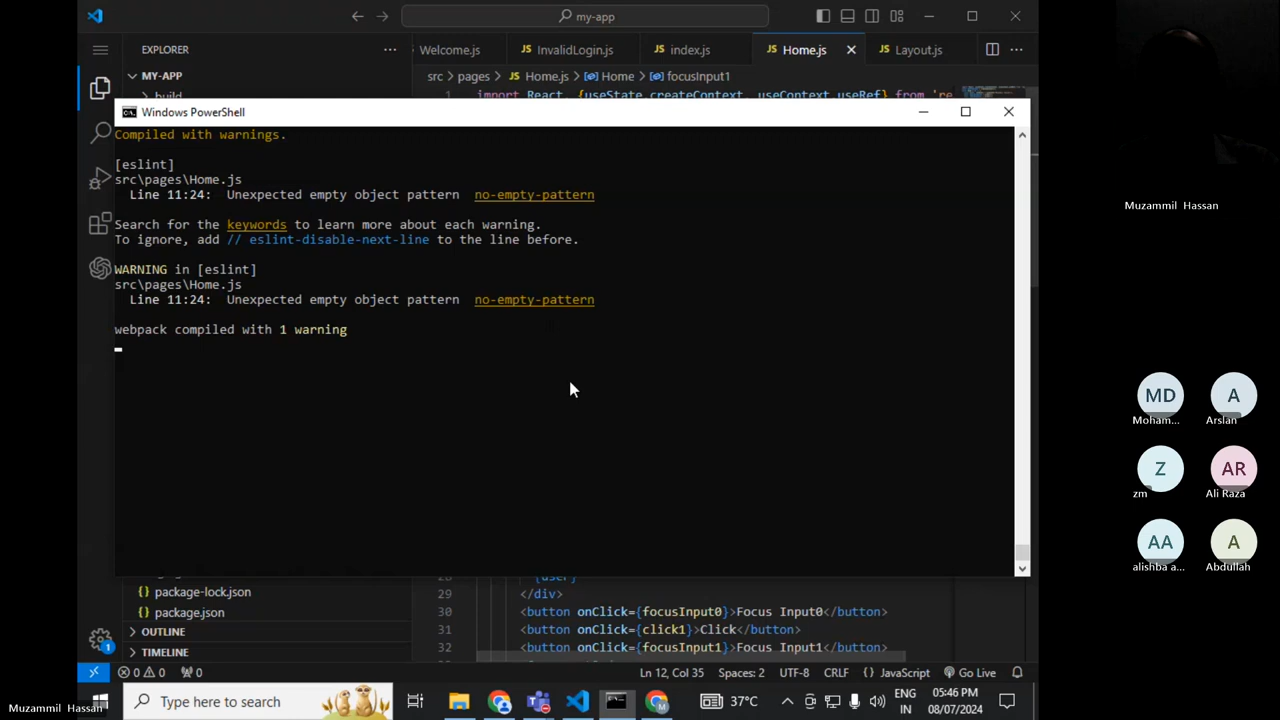 my-app
EXPLORER
Welcome.js
InvalidLogin.js
index.js
Home.js
Layout.js
MY-APP
src > pages > JS Home.js > Home > focusInput1
build
1
import React, {useState, createContext, useContext, useRef} from 're
Windows PowerShell
Compiled with warnings.
[eslint]
src\pages\Home.js
Line 11:24: Unexpected empty object pattern no-empty-pattern
Search for the keywords to learn more about each warning.
To ignore, add // eslint-disable-next-line to the line before.
WARNING in [eslint]
src\pages\Home.js
Line 11:24: Unexpected empty object pattern no-empty-pattern
webpack compiled with 1 warning
{user}
29 </div>
30 <button onClick={focusInput0}>Focus Input0</button>
31 <button onClick={click1}>Click</button>
32 <button onClick={focusInput1}>Focus Input1</button>
{} package-lock.json
{} package.json
OUTLINE
TIMELINE
1
0 0 0
Ln 12, Col 35 Spaces: 2 UTF-8 CRLF {} JavaScript Go Live
Type here to search
37°C
ENG
IN
05:46 PM
08/07/2024
Muzammil Hassan
Muzammil Hassan
MD
Moham...
A
Arslan
Z
zm
AR
Ali Raza
AA
alishba a...
A
Abdullah